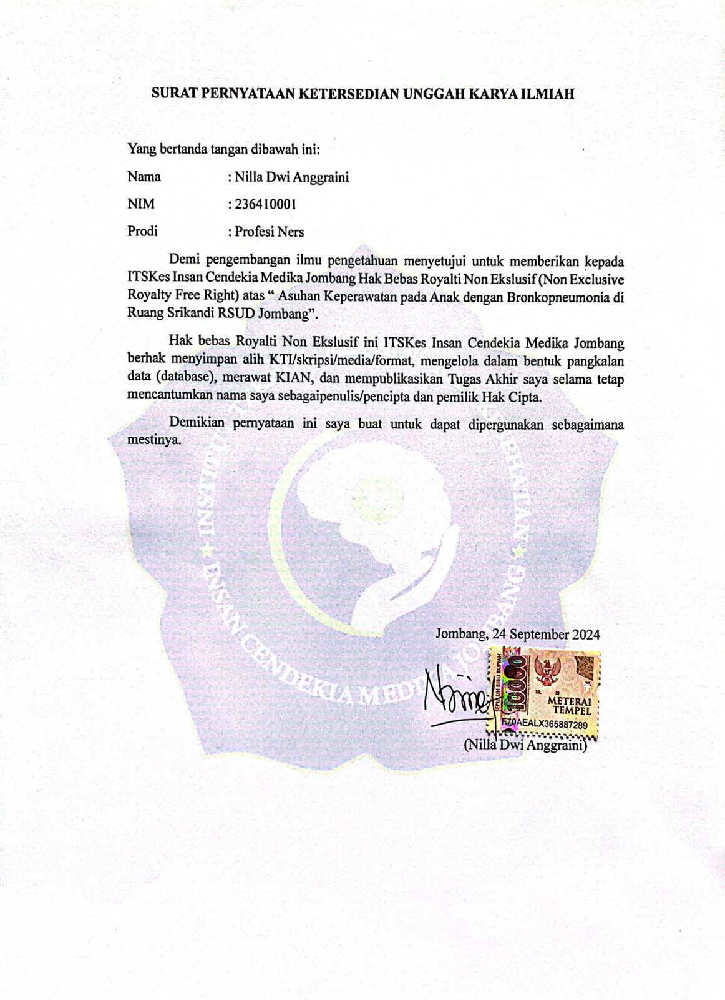 SURAT PERNYATAAN KETERSEDIAN UNGGAH KARYA ILMIAH
Yang bertanda tangan dibawah ini:
Nama : Nilla Dwi Anggraini
NIM : 236410001
Prodi : Profesi Ners
Demi pengembangan ilmu pengetahuan menyetujui untuk memberikan kepada
ITSKes Insan Cendekia Medika Jombang Hak Bebas Royalti Non Ekslusif (Non Exclusive
Royalty Free Right) atas “ Asuhan Keperawatan pada Anak dengan Bronkopneumonia di
Ruang Srikandi RSUD Jombang”.
Hak bebas Royalti Non Ekslusif ini ITSKes Insan Cendekia Medika Jombang
berhak menyimpan alih KTI/skripsi/media/format, mengelola dalam bentuk pangkalan
data (database), merawat KIAN, dan mempublikasikan Tugas Akhir saya selama tetap
mencantumkan nama saya sebagaipenulis/pencipta dan pemilik Hak Cipta.
Demikian pernyataan ini saya buat untuk dapat dipergunakan sebagaimana
mestinya.
INSTITUT KESEHATAN
INSAN CENDEKIA MEDIKA JOMBANG
Jombang, 24 September 2024
SEPULUH RIBU RUPIAH
10000
TGL. 20
METERAI
TEMPEL
F70AEALX365887289
(Nilla Dwi Anggraini)